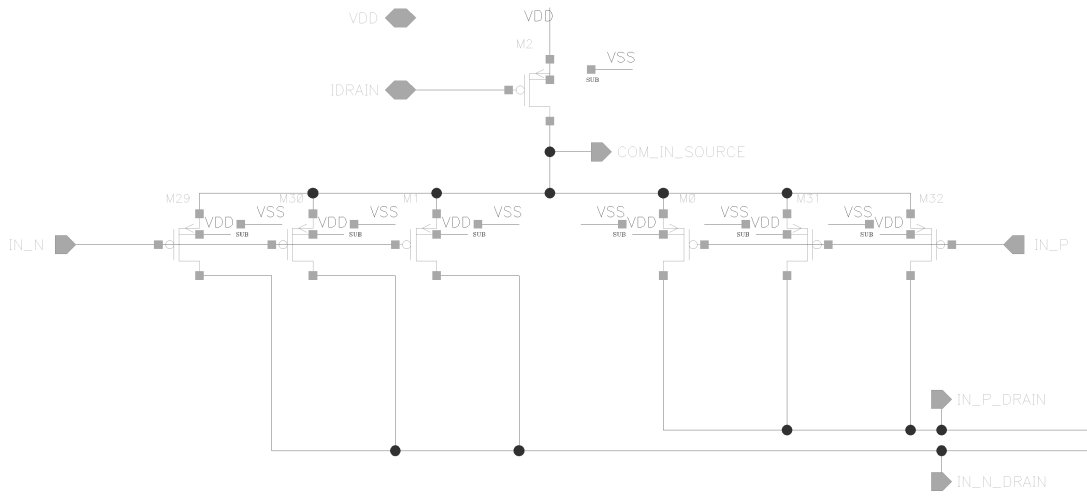 VDD
VDD
M2
VSS
SUB
IDRAIN
COM_IN_SOURCE
M29
M30
M1
M0
M31
M32
VDD
VSS
SUB
VDD
VSS
SUB
VDD
VSS
SUB
VSS
SUB
VDD
VSS
SUB
VDD
VSS
SUB
VDD
IN_N
IN_P
IN_P_DRAIN
IN_N_DRAIN